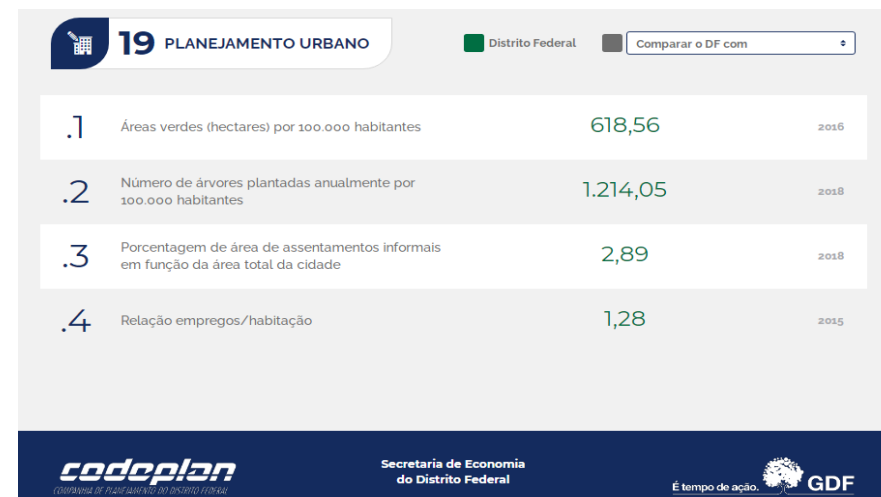 19 PLANEJAMENTO URBANO
Distrito Federal
Comparar o DF com
.1 Áreas verdes (hectares) por 100.000 habitantes 618,56 2016
.2 Número de árvores plantadas anualmente por
100.000 habitantes 1.214,05 2018
.3 Porcentagem de área de assentamentos informais
em função da área total da cidade 2,89 2018
.4 Relação empregos/habitação 1,28 2015
codeplan
COMPANHIA DE PLANEJAMENTO DO DISTRITO FEDERAL
Secretaria de Economia
do Distrito Federal
É tempo de ação.
GDF